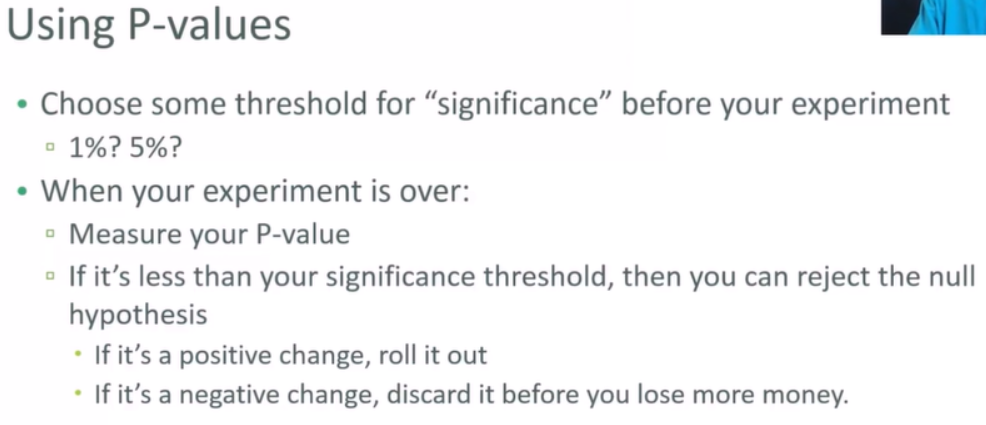 Using P-values
• Choose some threshold for “significance” before your experiment
▫ 1%? 5%?
• When your experiment is over:
▫ Measure your P-value
▫ If it’s less than your significance threshold, then you can reject the null
hypothesis
• If it’s a positive change, roll it out
• If it’s a negative change, discard it before you lose more money.